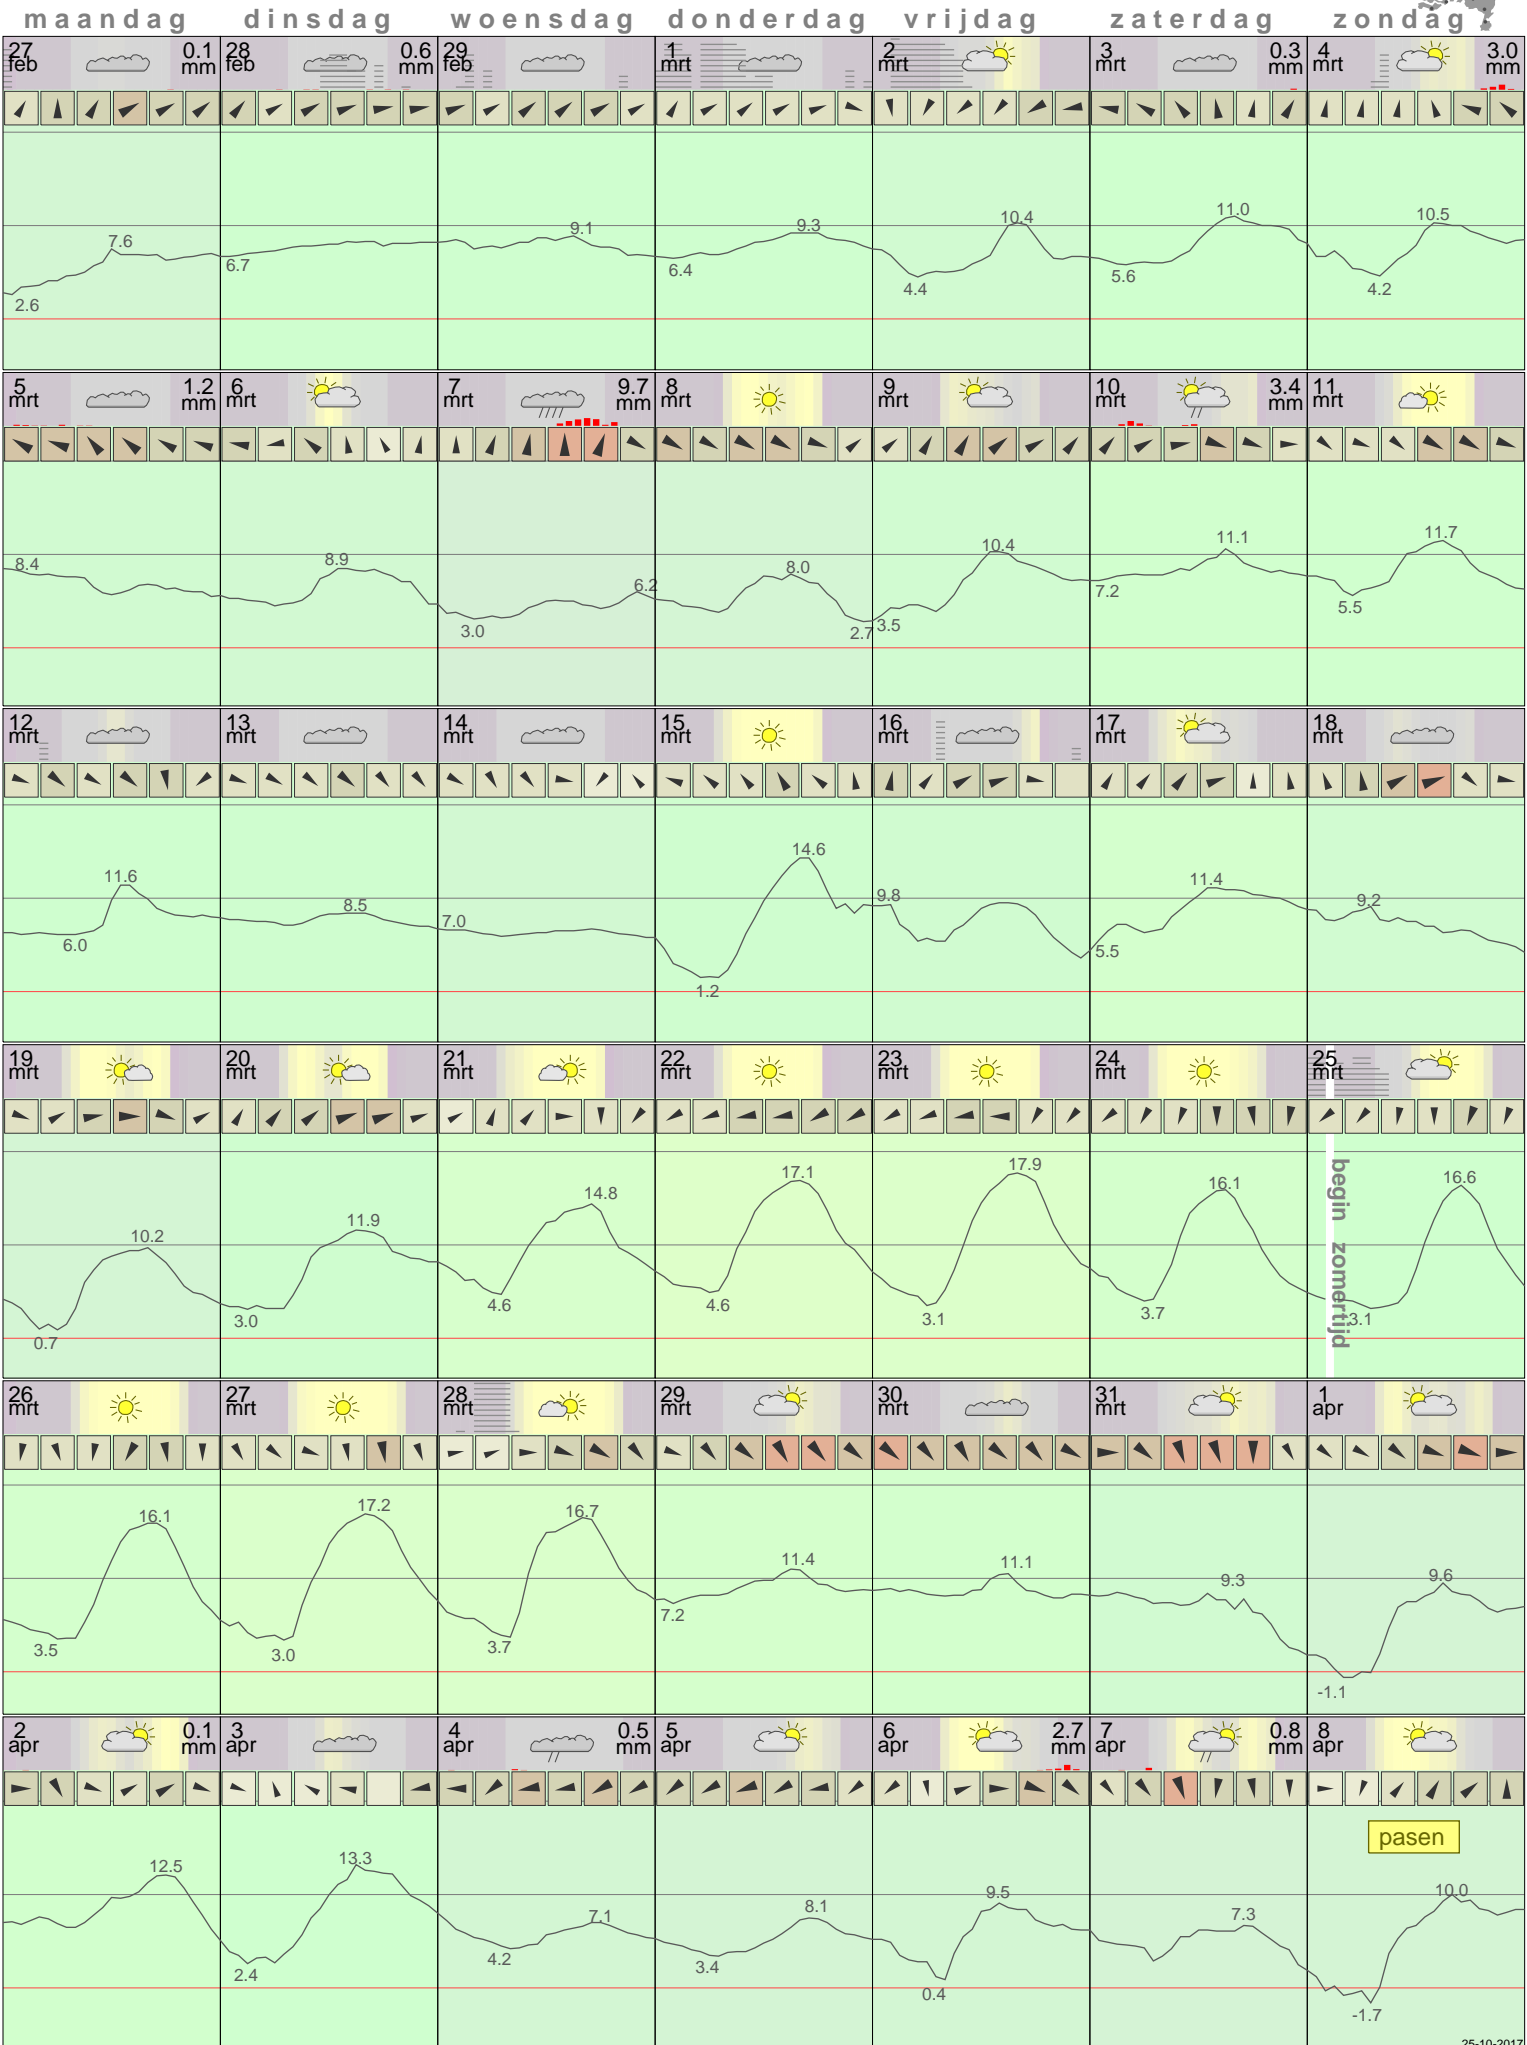 maandag dinsdag woensdag donderdag vrijdag zaterdag zondag
27 0.1 28 0.6 29 1 2 3 0.3 4 3.0
feb mm feb mm feb mrt mrt mrt mm mrt mm
7.6 9.1 9.3 10.4 11.0 10.5
2.6 6.7 6.4 4.4 5.6 4.2
5 1.2 6 7 9.7 8 9 10 3.4 11
mrt mm mrt mrt mm mrt mrt mrt mm mrt
8.4 8.9 6.2 8.0 10.4 11.1 11.7
3.0 2.7 3.5 7.2 5.5
12 13 14 15 16 17 18
mrt mrt mrt mrt mrt mrt mrt
11.6 8.5 7.0 14.6 9.8 11.4 9.2
6.0 1.2 5.5
19 20 21 22 23 24 25
mrt mrt mrt mrt mrt mrt mrt
10.2 11.9 14.8 17.1 17.9 16.1 16.6
0.7 3.0 4.6 4.6 3.1 3.7 3.1
begin zomertijd
26 27 28 29 30 31 1
mrt mrt mrt mrt mrt mrt apr
16.1 17.2 16.7 11.4 11.1 9.3 9.6
3.5 3.0 3.7 7.2 -1.1
2 0.1 3 4 0.5 5 6 2.7 7 0.8 8
apr mm apr apr mm apr apr mm apr mm apr
pasen
12.5 13.3 7.1 8.1 9.5 7.3 10.0
2.4 4.2 3.4 0.4 -1.7
25-10-2017